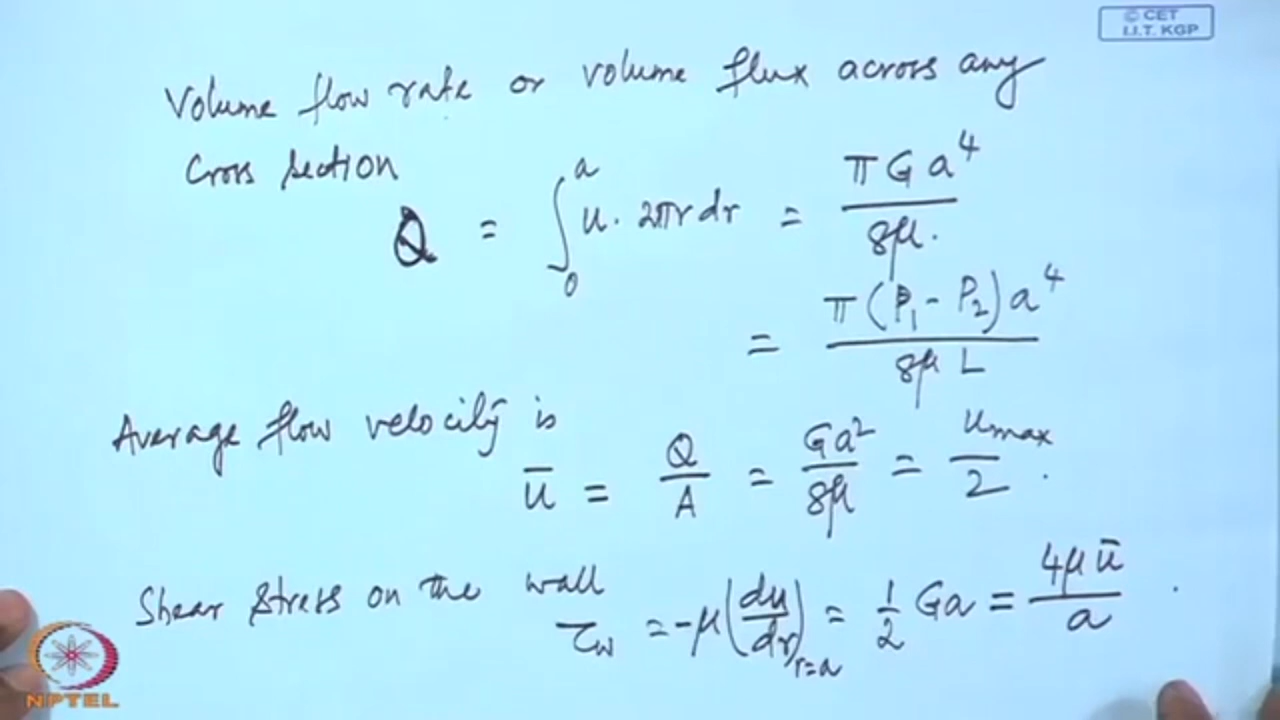 © CET
I.I.T. KGP
Volume flow rate or volume flux across any
Cross section
Q = ∫₀ᵃ u. 2πr dr = πGa⁴ / 8μ.
= π(P₁ - P₂)a⁴ / 8μL
Average flow velocity is
ū = Q/A = Ga²/8μ = umax/2.
Shear stress on the wall
τw = -μ(du/dr)r=a = 1/2 Ga = 4μū/a.
NPTEL